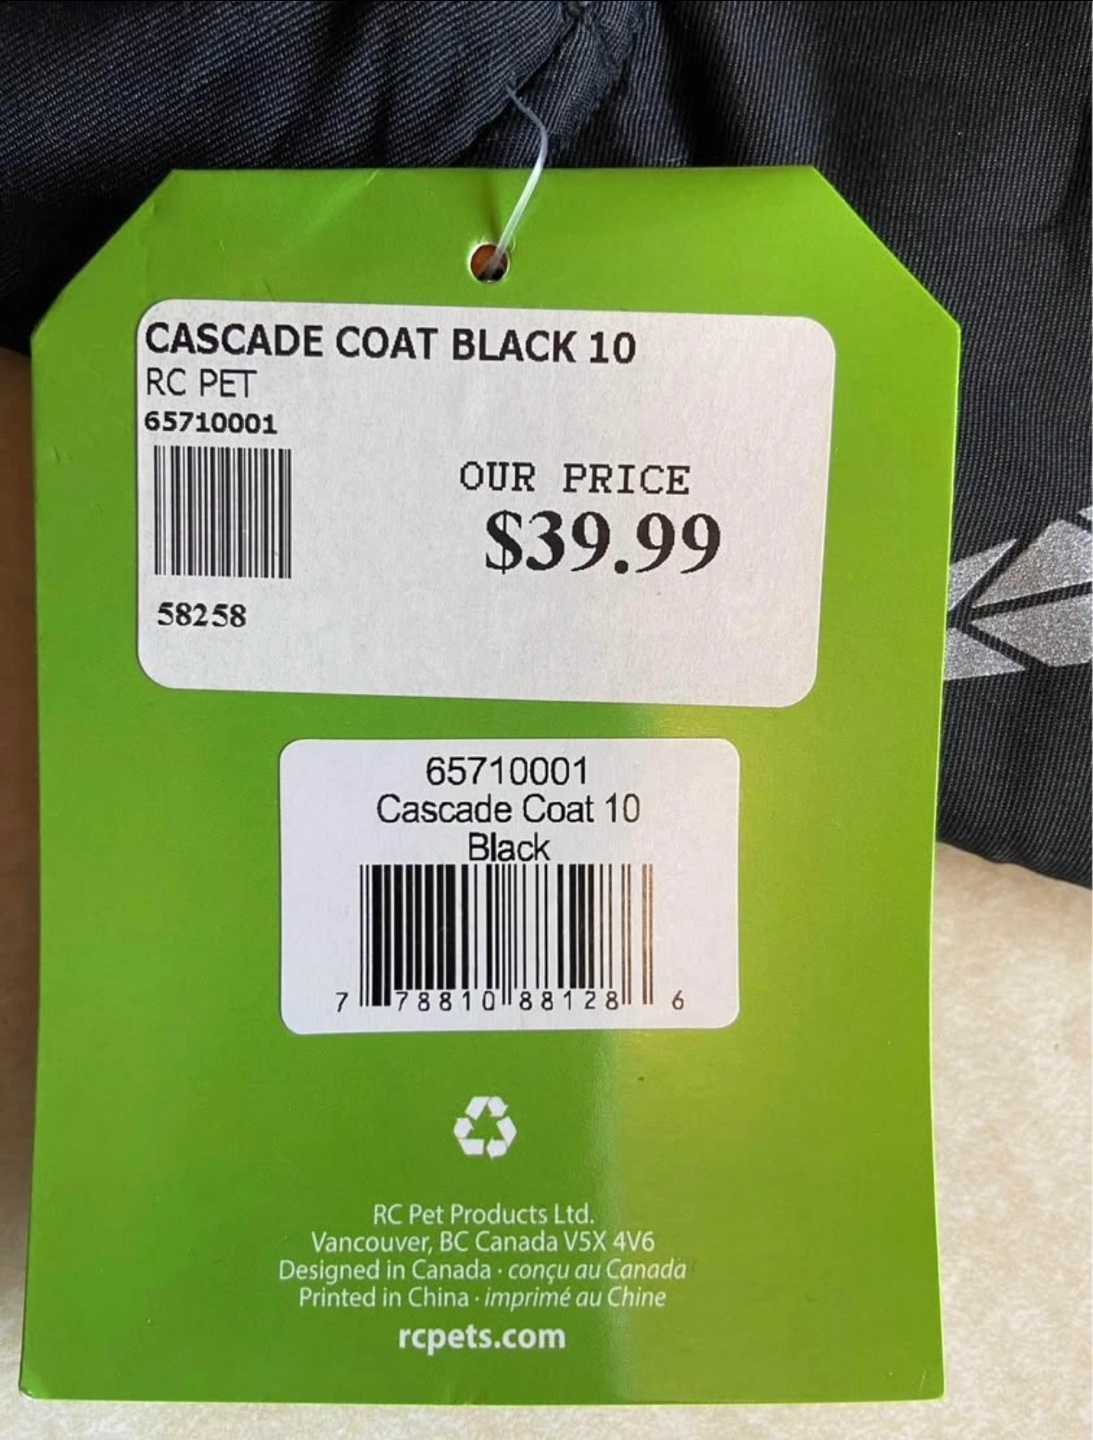 CASCADE COAT BLACK 10
RC PET
65710001
OUR PRICE
$39.99
58258
65710001
Cascade Coat 10
Black
7 78810 88128 6
RC Pet Products Ltd.
Vancouver, BC Canada V5X 4V6
Designed in Canada · conçu au Canada
Printed in China · imprimé au Chine
rcpets.com